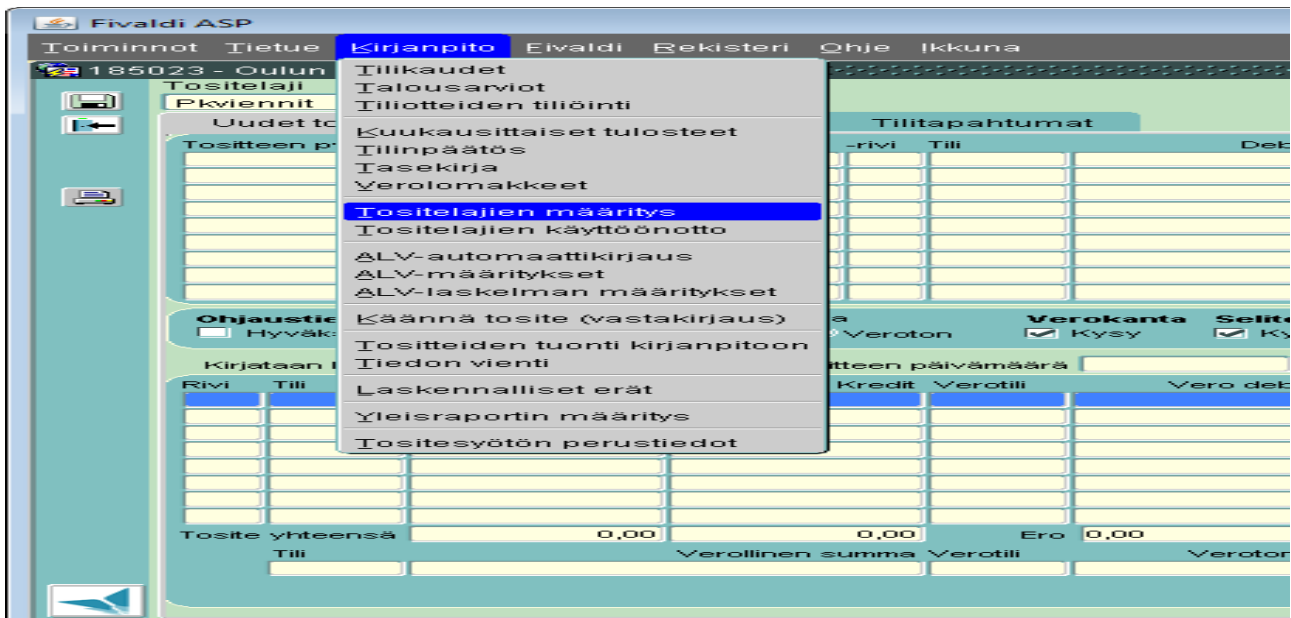 Fivaldi ASP
Toiminnot Tietue Kirjanpito Eivaldi Rekisteri Ohje Ikkuna
185023 - Oulun
Tositelaji
Pkviennit
Uudet to
Tilitapahtumat
Tositteen p
-rivi Tili Deb
Tilikaudet
Talousarviot
Tiliotteiden tiliöinti
Kuukausittaiset tulosteet
Tilinpäätös
Tasekirja
Verolomakkeet
Tositelajien määritys
Tositelajien käyttöönotto
ALV-automaattikirjaus
ALV-määritykset
ALV-laskelman määritykset
Käännä tosite (vastakirjaus)
Tositteiden tuonti kirjanpitoon
Tiedon vienti
Laskennalliset erät
Yleisraportin määritys
Tositesyötön perustiedot
Ohjaustie a Verokanta Selite
Hyväk Veroton Kysy Ky
Kirjataan tteen päivämäärä
Rivi Tili Kredit Verotili Vero deb
Tosite yhteensä 0,00 0,00 Ero 0,00
Tili Verollinen summa Verotili Veroton